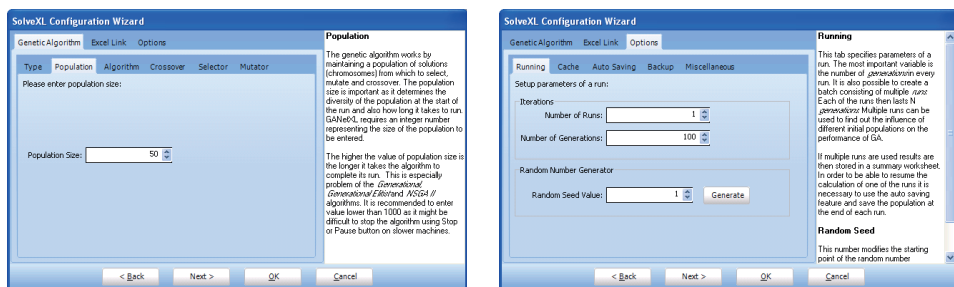 SolveXL Configuration Wizard
Genetic Algorithm Excel Link Options
Type Population Algorithm Crossover Selector Mutator
Please enter population size:
Population Size: 50
Population
The genetic algorithm works by
maintaining a population of solutions
(chromosomes) from which to select,
mutate and crossover. The population
size is important as it determines the
diversity of the population at the start of
the run and also how long it takes to run.
GANetXL requires an integer number
representing the size of the population to
be entered.
The higher the value of population size is
the longer it takes the algorithm to
complete its run. This is especially
problem of the Generational,
Generational Elitist and NSGA II
algorithms. It is recommended to enter
value lower than 1000 as it might be
difficult to stop the algorithm using Stop
or Pause button on slower machines.
< Back Next > OK Cancel
SolveXL Configuration Wizard
Genetic Algorithm Excel Link Options
Running Cache Auto Saving Backup Miscellaneous
Setup parameters of a run:
Iterations
Number of Runs: 1
Number of Generations: 100
Random Number Generator
Random Seed Value: 1 Generate
Running
This tab specifies parameters of a
run. The most important variable is
the number of generations in every
run. It is also possible to create a
batch consisting of multiple runs.
Each of the runs then lasts N
generations. Multiple runs can be
used to find out the influence of
different initial populations on the
performance of GA.
If multiple runs are used results are
then stored in a summary worksheet.
In order to be able to resume the
calculation of one of the runs it is
necessary to use the auto saving
feature and save the population at
the end of each run.
Random Seed
This number modifies the starting
point of the random number
< Back Next > OK Cancel